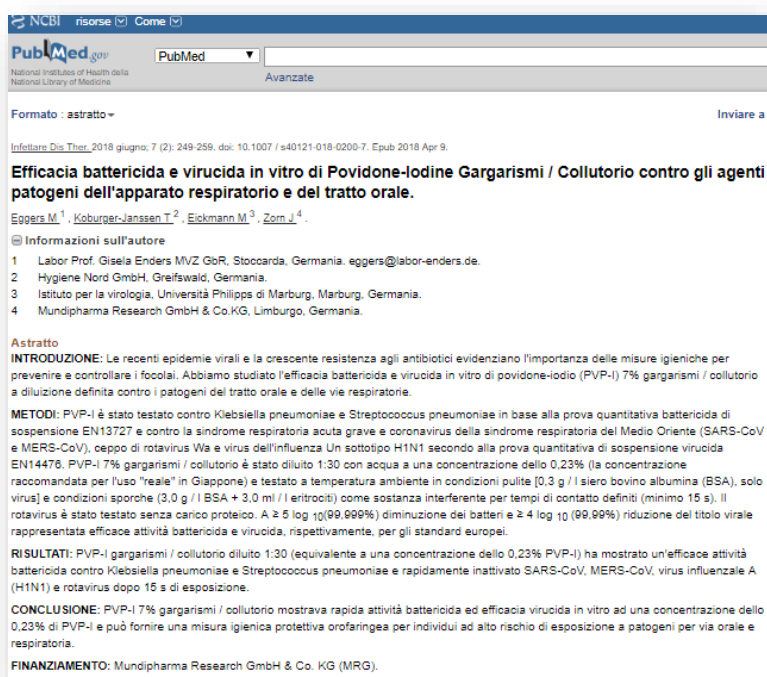 NCBI risorse Come
PubMed.gov PubMed
National Institutes of Health della
National Library of Medicine
Avanzate
Formato : astratto Inviare a
Infettare Dis Ther. 2018 giugno; 7 (2): 249-259. doi: 10.1007 / s40121-018-0200-7. Epub 2018 Apr 9.
Efficacia battericida e virucida in vitro di Povidone-Iodine Gargarismi / Collutorio contro gli agenti
patogeni dell'apparato respiratorio e del tratto orale.
Eggers M 1 , Koburger-Janssen T 2 , Eickmann M 3 , Zorn J 4 .
Informazioni sull'autore
1 Labor Prof. Gisela Enders MVZ GbR, Stoccarda, Germania. eggers@labor-enders.de.
2 Hygiene Nord GmbH, Greifswald, Germania.
3 Istituto per la virologia, Università Philipps di Marburg, Marburg, Germania.
4 Mundipharma Research GmbH & Co.KG, Limburgo, Germania.
Astratto
INTRODUZIONE: Le recenti epidemie virali e la crescente resistenza agli antibiotici evidenziano l'importanza delle misure igieniche per
prevenire e controllare i focolai. Abbiamo studiato l'efficacia battericida e virucida in vitro di povidone-iodio (PVP-I) 7% gargarismi / collutorio
a diluizione definita contro i patogeni del tratto orale e delle vie respiratorie.
METODI: PVP-I è stato testato contro Klebsiella pneumoniae e Streptococcus pneumoniae in base alla prova quantitativa battericida di
sospensione EN13727 e contro la sindrome respiratoria acuta grave e coronavirus della sindrome respiratoria del Medio Oriente (SARS-CoV
e MERS-CoV), ceppo di rotavirus Wa e virus dell'influenza Un sottotipo H1N1 secondo alla prova quantitativa di sospensione virucida
EN14476. PVP-I 7% gargarismi / collutorio è stato diluito 1:30 con acqua a una concentrazione dello 0,23% (la concentrazione
raccomandata per l'uso "reale" in Giappone) e testato a temperatura ambiente in condizioni pulite [0,3 g / l siero bovino albumina (BSA), solo
virus] e condizioni sporche (3,0 g / l BSA + 3,0 ml / l eritrociti) come sostanza interferente per tempi di contatto definiti (minimo 15 s). Il
rotavirus è stato testato senza carico proteico. A ≥ 5 log 10(99,999%) diminuzione dei batteri e ≥ 4 log 10 (99,99%) riduzione del titolo virale
rappresentata efficace attività battericida e virucida, rispettivamente, per gli standard europei.
RISULTATI: PVP-I gargarismi / collutorio diluito 1:30 (equivalente a una concentrazione dello 0,23% PVP-I) ha mostrato un'efficace attività
battericida contro Klebsiella pneumoniae e Streptococcus pneumoniae e rapidamente inattivato SARS-CoV, MERS-CoV, virus influenzale A
(H1N1) e rotavirus dopo 15 s di esposizione.
CONCLUSIONE: PVP-I 7% gargarismi / collutorio mostrava rapida attività battericida ed efficacia virucida in vitro ad una concentrazione dello
0,23% di PVP-I e può fornire una misura igienica protettiva orofaringea per individui ad alto rischio di esposizione a patogeni per via orale e
respiratoria.
FINANZIAMENTO: Mundipharma Research GmbH & Co. KG (MRG).